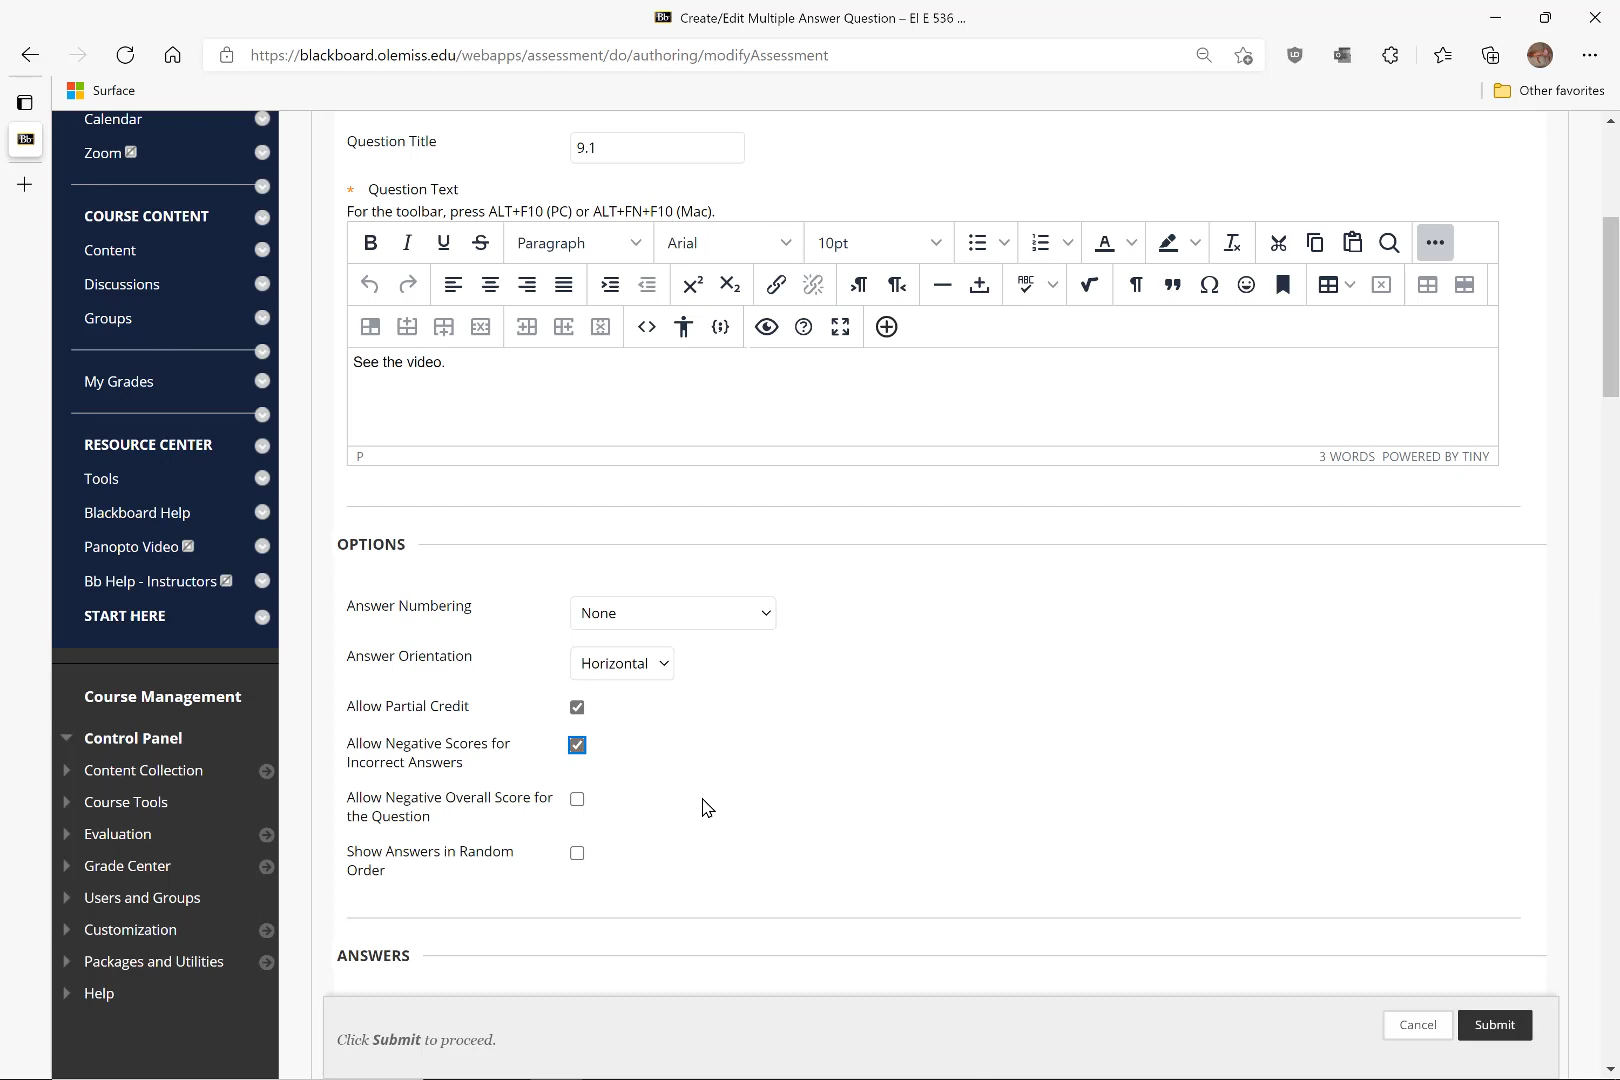 Bb Create/Edit Multiple Answer Question – El E 536 ...
https://blackboard.olemiss.edu/webapps/assessment/do/authoring/modifyAssessment
Surface
Other favorites
Bb
Calendar
Zoom
COURSE CONTENT
Content
Discussions
Groups
My Grades
RESOURCE CENTER
Tools
Blackboard Help
Panopto Video
Bb Help - Instructors
START HERE
Course Management
Control Panel
Content Collection
Course Tools
Evaluation
Grade Center
Users and Groups
Customization
Packages and Utilities
Help
Question Title
9.1
* Question Text
For the toolbar, press ALT+F10 (PC) or ALT+FN+F10 (Mac).
Paragraph
Arial
10pt
See the video.
P
3 WORDS POWERED BY TINY
OPTIONS
Answer Numbering
None
Answer Orientation
Horizontal
Allow Partial Credit
Allow Negative Scores for
Incorrect Answers
Allow Negative Overall Score for
the Question
Show Answers in Random
Order
ANSWERS
Click Submit to proceed.
Cancel
Submit